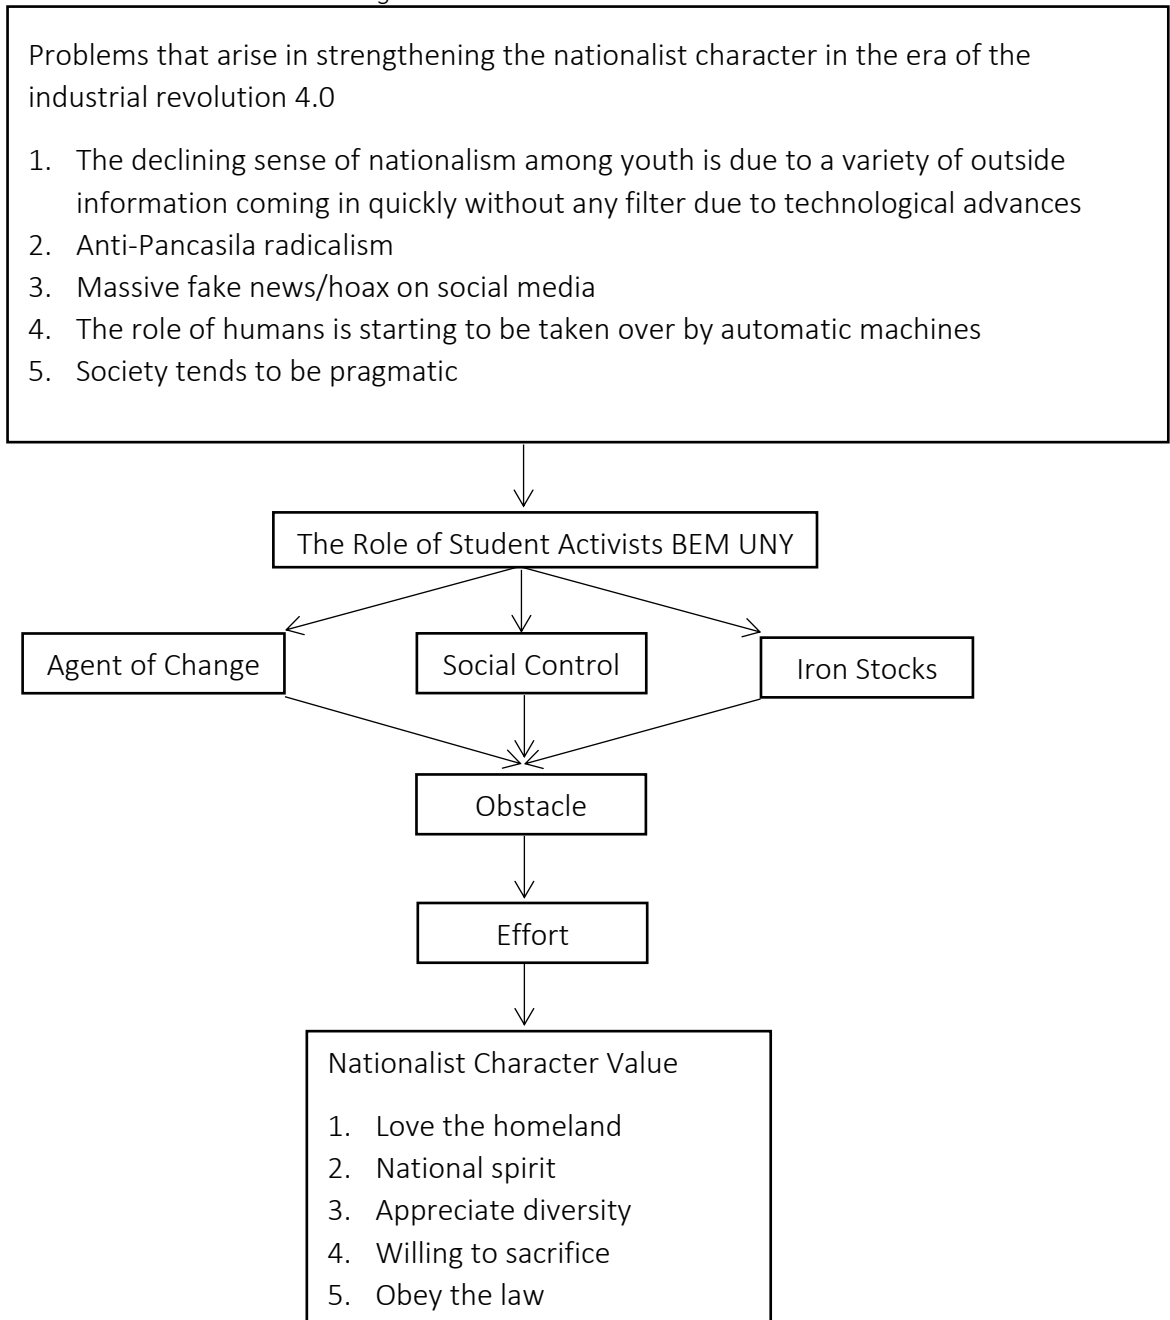 Problems that arise in strengthening the nationalist character in the era of the
industrial revolution 4.0
1. The declining sense of nationalism among youth is due to a variety of outside
information coming in quickly without any filter due to technological advances
2. Anti-Pancasila radicalism
3. Massive fake news/hoax on social media
4. The role of humans is starting to be taken over by automatic machines
5. Society tends to be pragmatic
The Role of Student Activists BEM UNY
Agent of Change
Social Control
Iron Stocks
Obstacle
Effort
Nationalist Character Value
1. Love the homeland
2. National spirit
3. Appreciate diversity
4. Willing to sacrifice
5. Obey the law